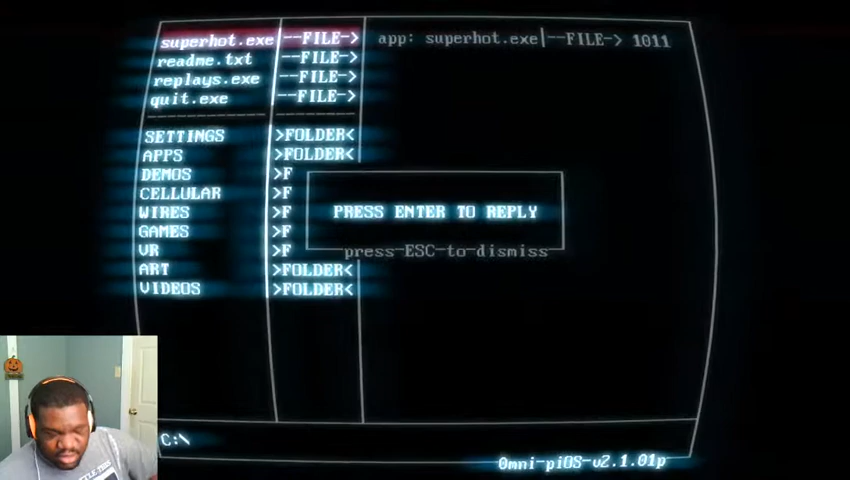 superhot.exe --FILE-> app: superhot.exe --FILE-> 1011
readme.txt --FILE->
replays.exe --FILE->
quit.exe --FILE->
SETTINGS >FOLDER<
APPS >FOLDER<
DEMOS >F
CELLULAR >F
WIRES >F
GAMES >F
VR >F
ART >FOLDER<
VIDEOS >FOLDER<
PRESS ENTER TO REPLY
press ESC to dismiss
C:\
0mni-piOS-v2.1.01p